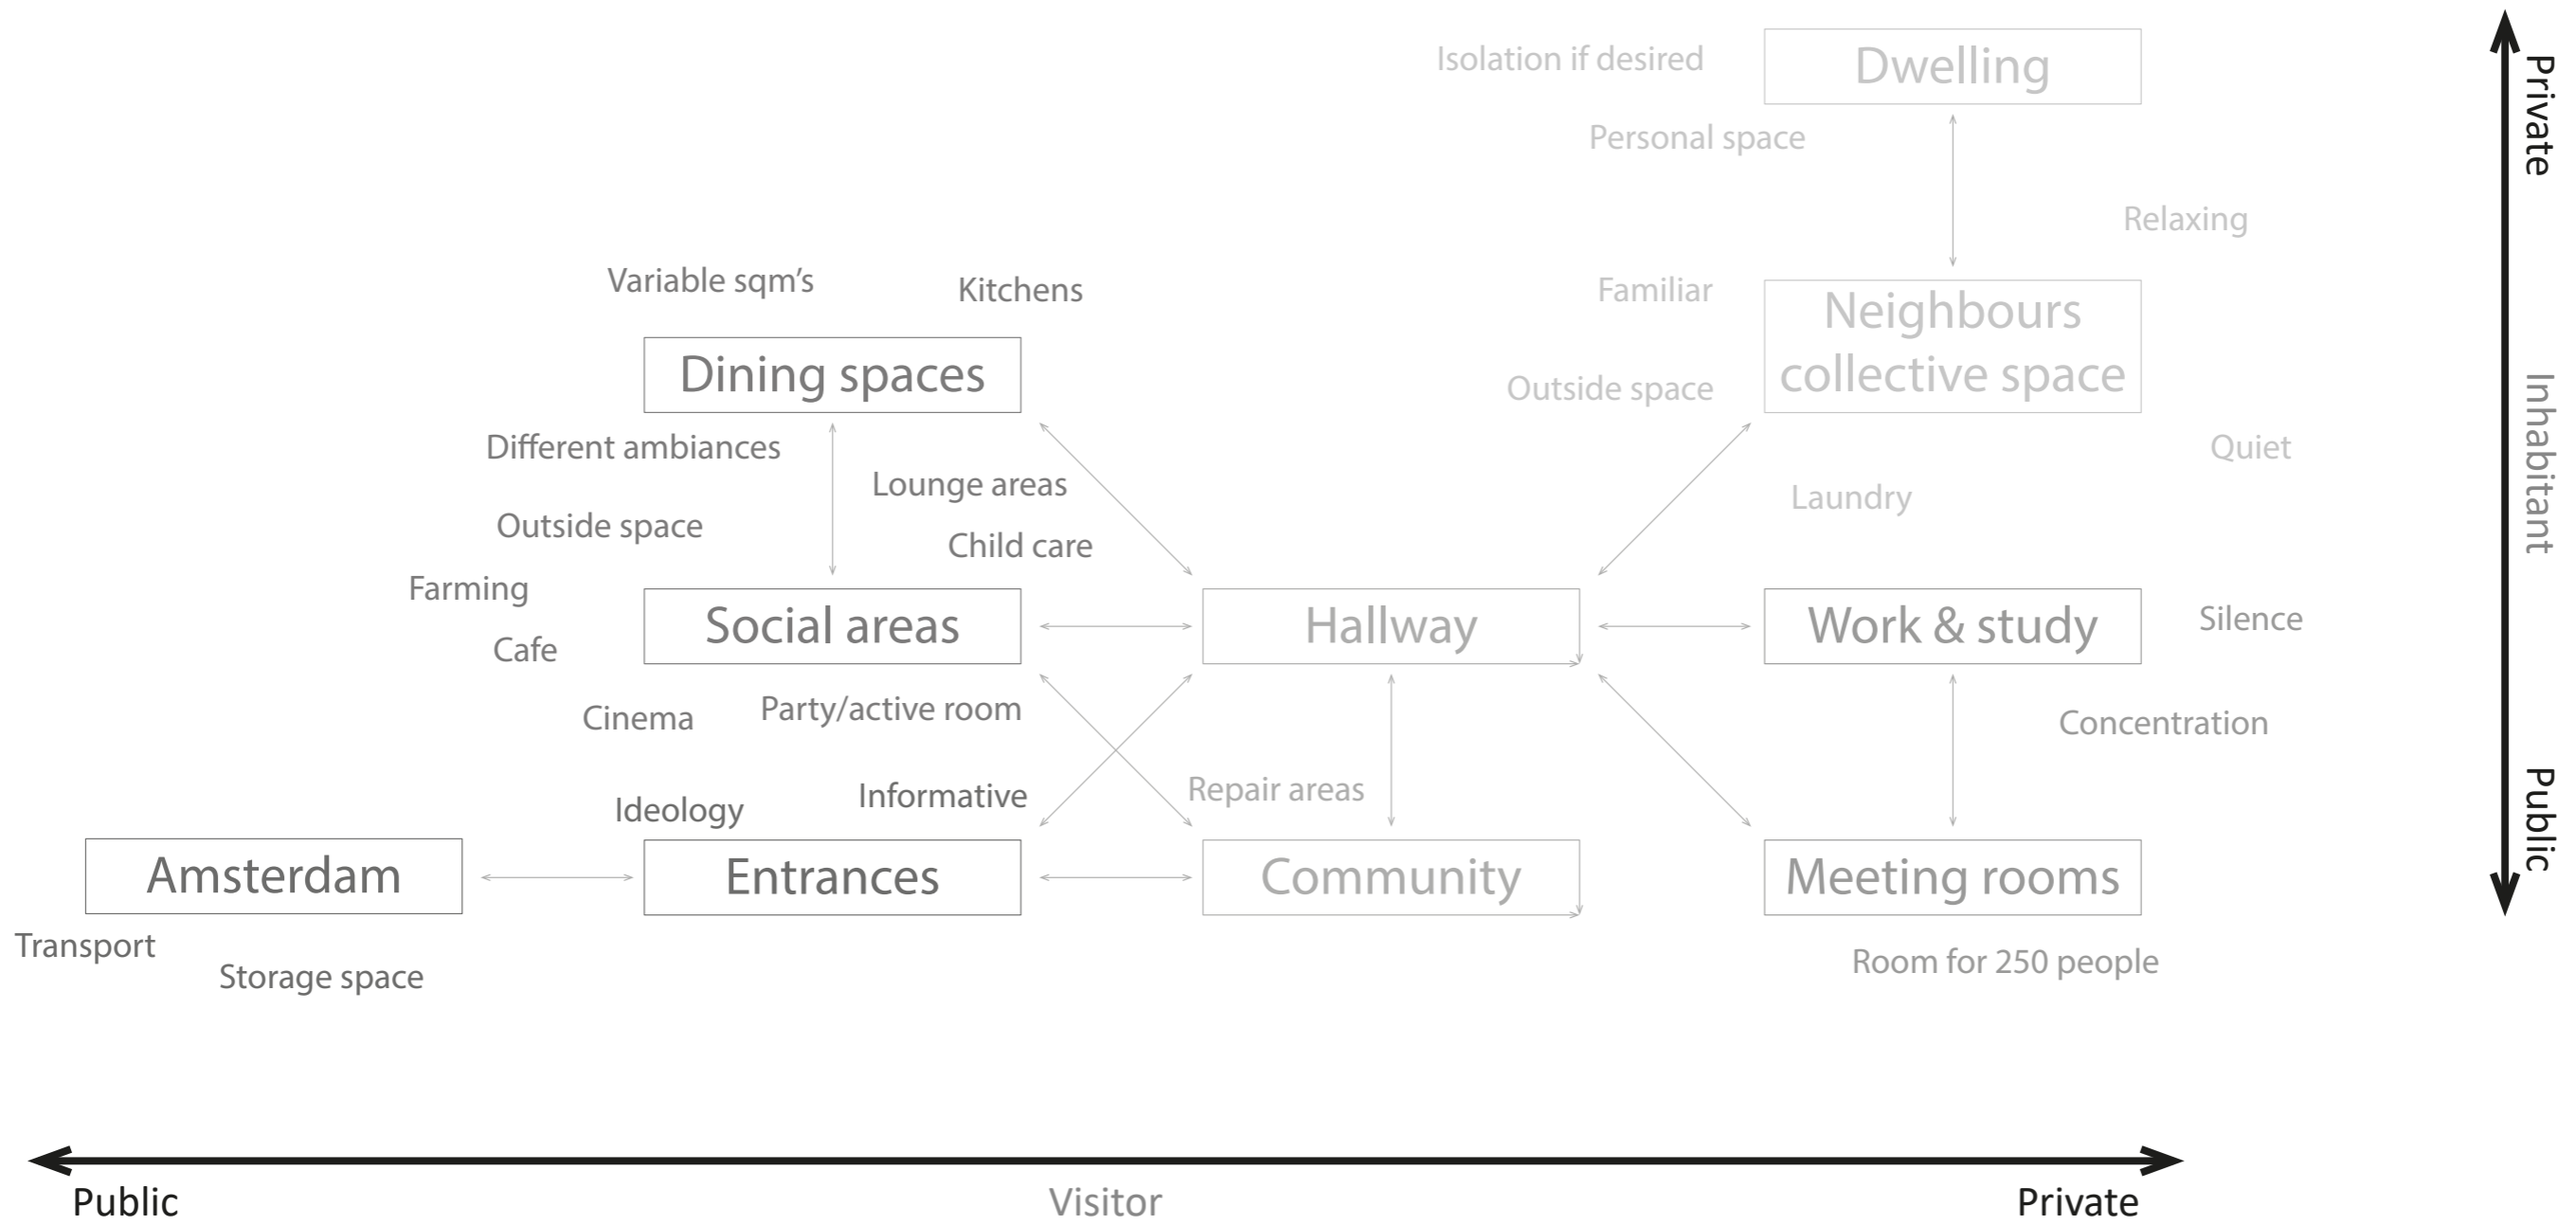 Isolation if desired
Dwelling
Private
Personal space
Relaxing
Variable sqm’s
Kitchens
Familiar
Neighbours
collective space
Dining spaces
Outside space
Inhabitant
Different ambiances
Quiet
Lounge areas
Laundry
Outside space
Child care
Farming
Social areas
Hallway
Work & study
Silence
Cafe
Cinema
Party/active room
Concentration
Ideology
Informative
Repair areas
Public
Amsterdam
Entrances
Community
Meeting rooms
Transport
Storage space
Room for 250 people
Public
Visitor
Private